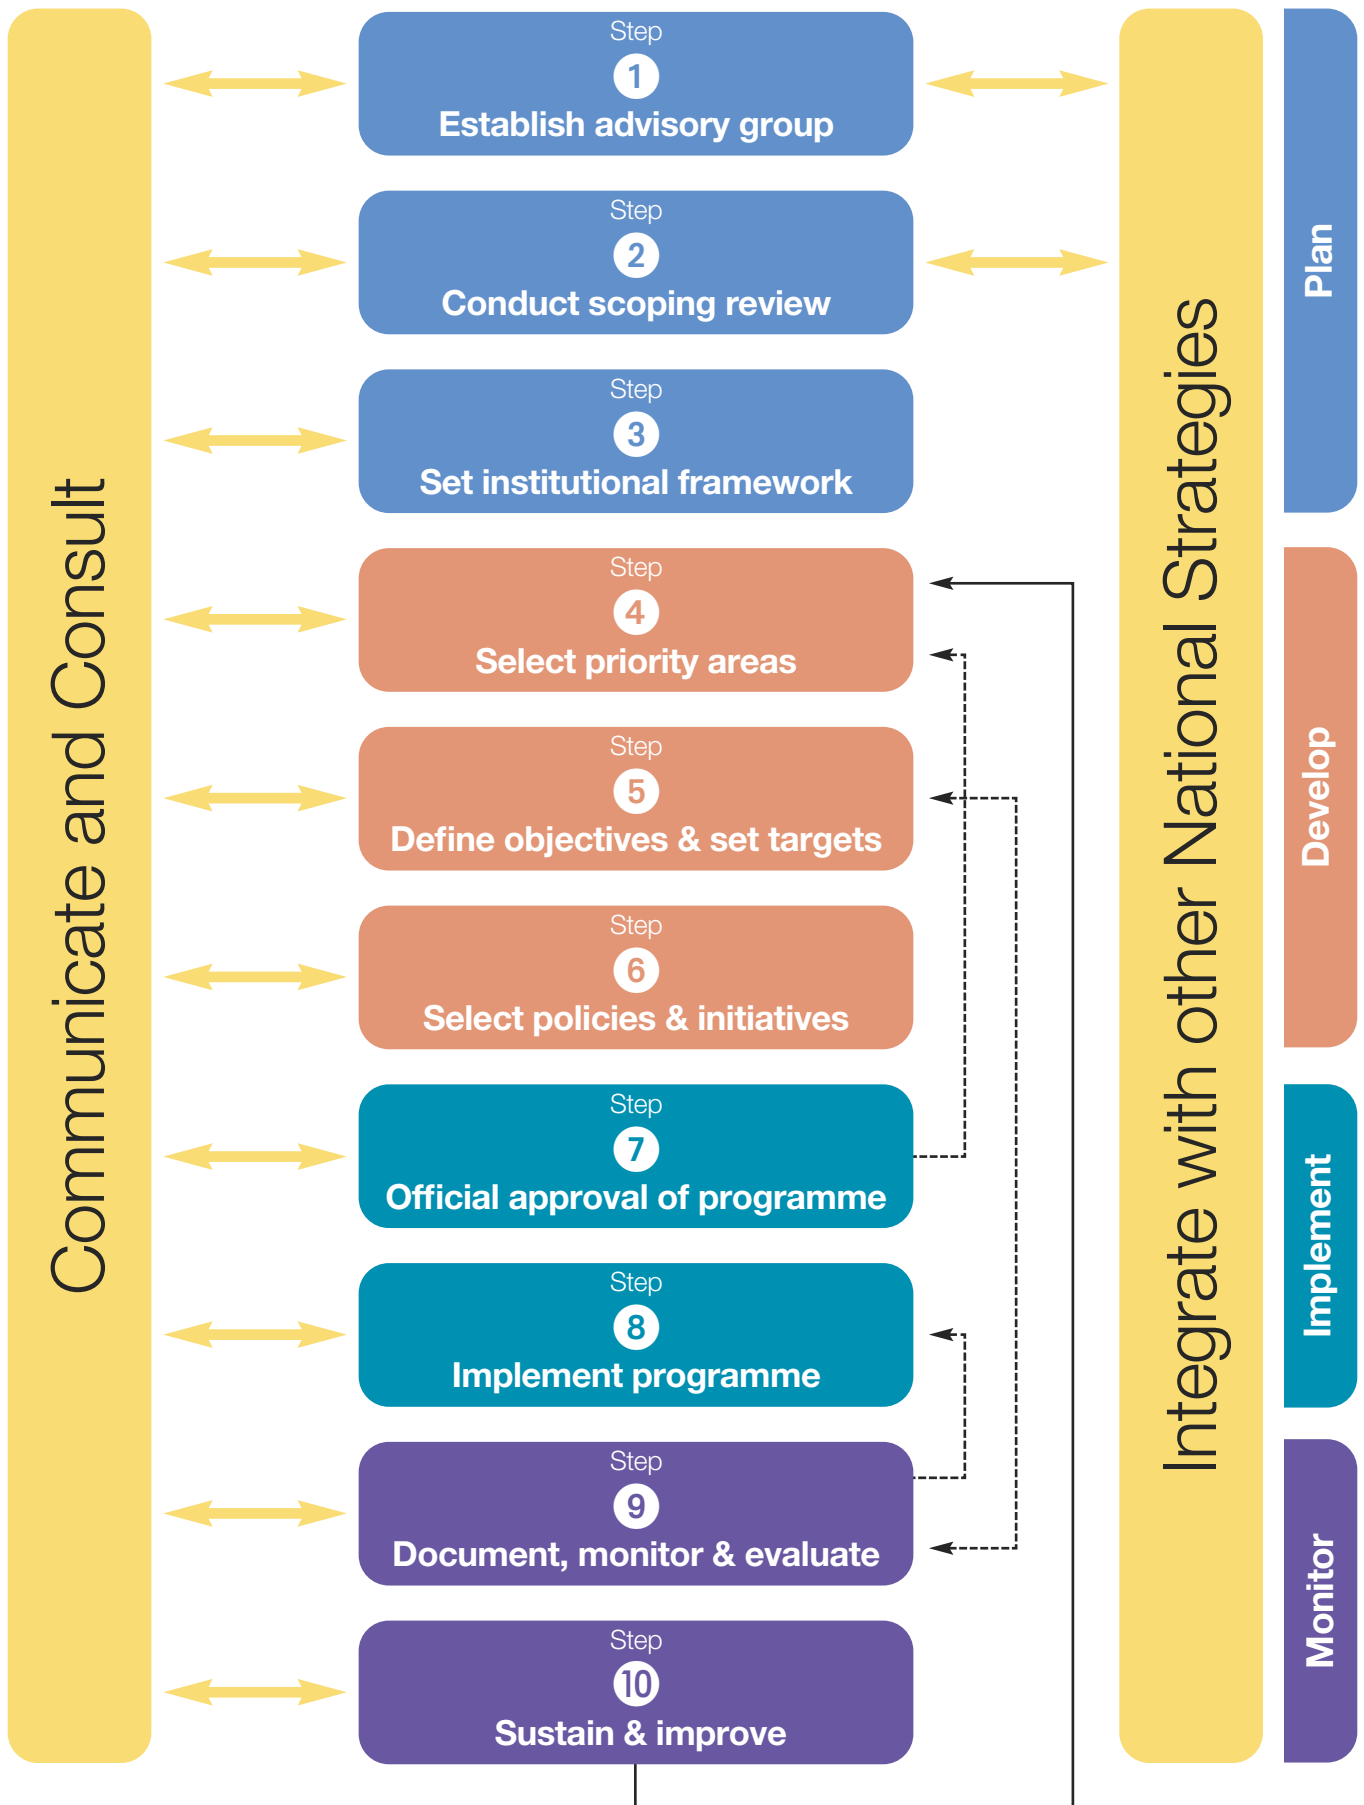 Communicate and Consult
Step
1
Establish advisory group
Step
2
Conduct scoping review
Step
3
Set institutional framework
Step
4
Select priority areas
Step
5
Define objectives & set targets
Step
6
Select policies & initiatives
Step
7
Official approval of programme
Step
8
Implement programme
Step
9
Document, monitor & evaluate
Step
10
Sustain & improve
Integrate with other National Strategies
Plan
Develop
Implement
Monitor